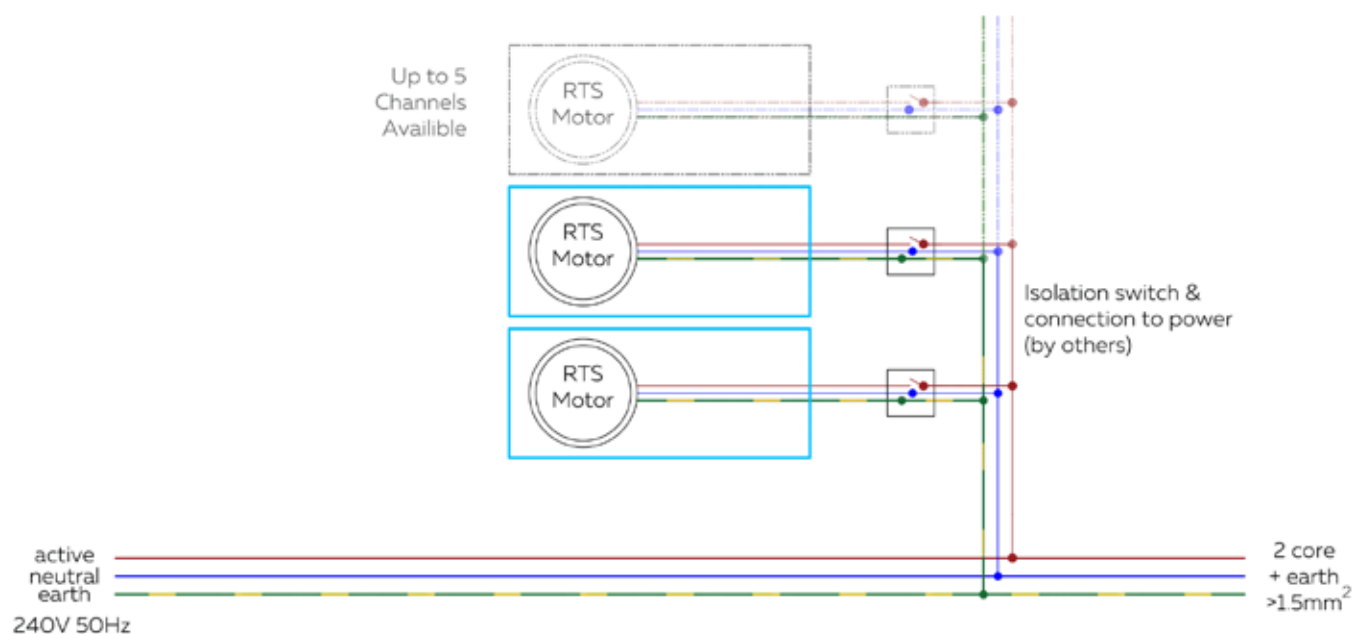 Up to 5
Channels
Availible
RTS
Motor
RTS
Motor
Isolation switch &
connection to power
(by others)
RTS
Motor
active
neutral
earth
240V 50Hz
2 core
+ earth
>1.5mm²